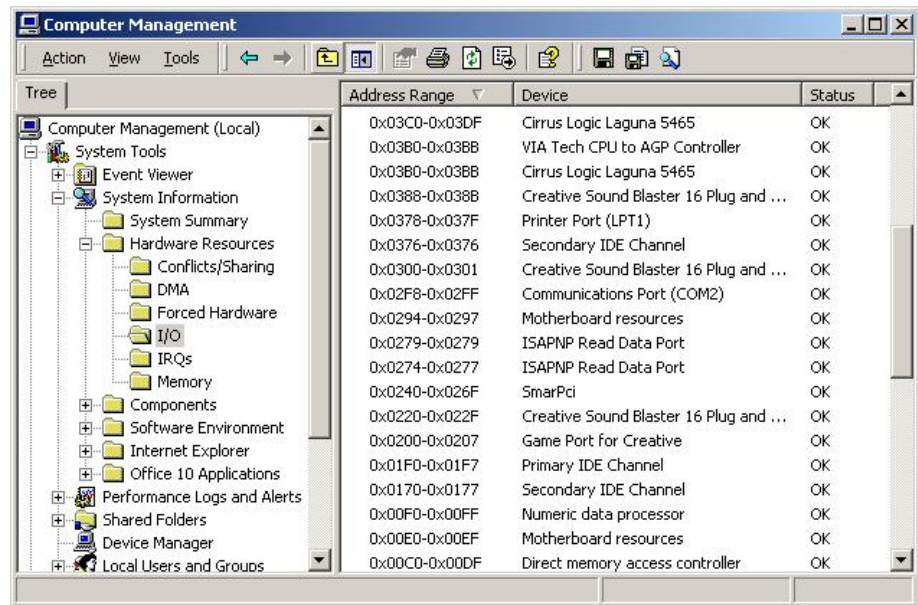 Computer Management
Action View Tools
Tree
Computer Management (Local)
System Tools
Event Viewer
System Information
System Summary
Hardware Resources
Conflicts/Sharing
DMA
Forced Hardware
I/O
IRQs
Memory
Components
Software Environment
Internet Explorer
Office 10 Applications
Performance Logs and Alerts
Shared Folders
Device Manager
Local Users and Groups
Address Range Device Status
0x03C0-0x03DF Cirrus Logic Laguna 5465 OK
0x03B0-0x03BB VIA Tech CPU to AGP Controller OK
0x03B0-0x03BB Cirrus Logic Laguna 5465 OK
0x0388-0x038B Creative Sound Blaster 16 Plug and ... OK
0x0378-0x037F Printer Port (LPT1) OK
0x0376-0x0376 Secondary IDE Channel OK
0x0300-0x0301 Creative Sound Blaster 16 Plug and ... OK
0x02F8-0x02FF Communications Port (COM2) OK
0x0294-0x0297 Motherboard resources OK
0x0279-0x0279 ISAPNP Read Data Port OK
0x0274-0x0277 ISAPNP Read Data Port OK
0x0240-0x026F SmarPci OK
0x0220-0x022F Creative Sound Blaster 16 Plug and ... OK
0x0200-0x0207 Game Port for Creative OK
0x01F0-0x01F7 Primary IDE Channel OK
0x0170-0x0177 Secondary IDE Channel OK
0x00F0-0x00FF Numeric data processor OK
0x00E0-0x00EF Motherboard resources OK
0x00C0-0x00DF Direct memory access controller OK